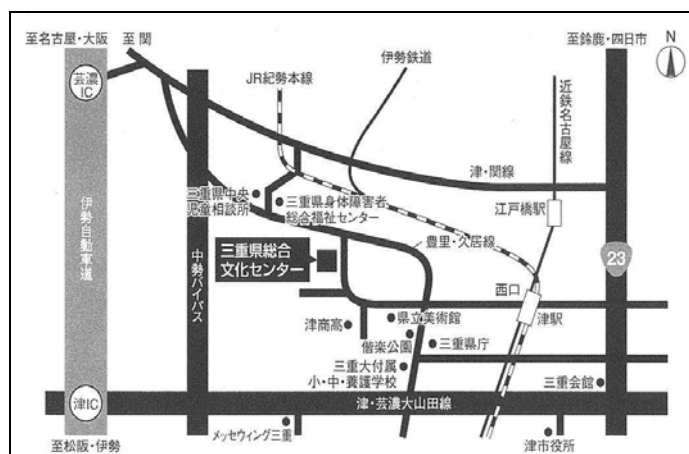 至名古屋・大阪
至 関
至鈴鹿・四日市
N
芸濃
IC
JR紀勢本線
伊勢鉄道
近鉄名古屋線
津・関線
三重県中央
児童相談所
三重県身体障害者
総合福祉センター
江戸橋駅
伊勢自動車道
中勢バイパス
三重県総合
文化センター
豊里・久居線
23
西口
津駅
津商高
県立美術館
偕楽公園
三重県庁
三重大付属
小・中・養護学校
三重会館
津IC
津・芸濃大山田線
至松阪・伊勢
メッセウィング三重
津市役所